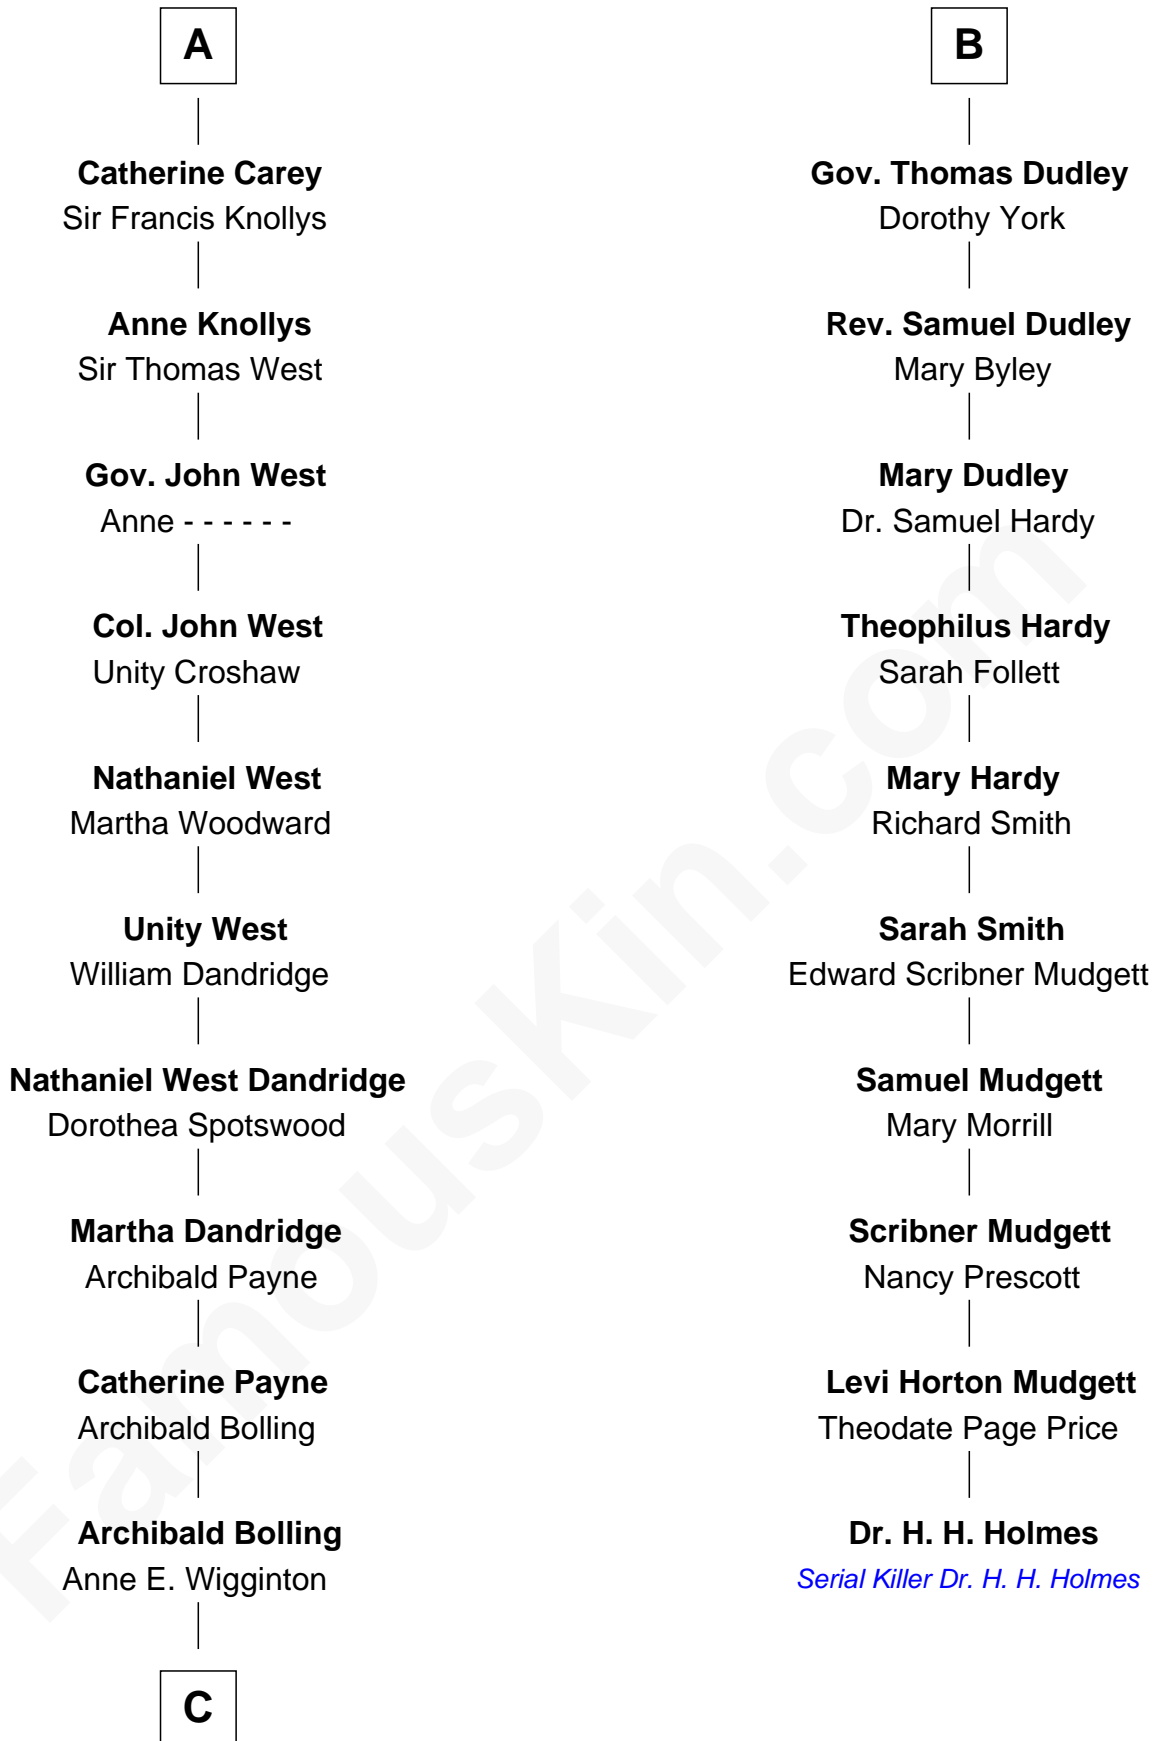 A
Catherine Carey
Sir Francis Knollys
Anne Knollys
Sir Thomas West
Gov. John West
Anne - - - - - -
Col. John West
Unity Croshaw
Nathaniel West
Martha Woodward
Unity West
William Dandridge
Nathaniel West Dandridge
Dorothea Spotswood
Martha Dandridge
Archibald Payne
Catherine Payne
Archibald Bolling
Archibald Bolling
Anne E. Wigginton
C
B
Gov. Thomas Dudley
Dorothy York
Rev. Samuel Dudley
Mary Byley
Mary Dudley
Dr. Samuel Hardy
Theophilus Hardy
Sarah Follett
Mary Hardy
Richard Smith
Sarah Smith
Edward Scribner Mudgett
Samuel Mudgett
Mary Morrill
Scribner Mudgett
Nancy Prescott
Levi Horton Mudgett
Theodate Page Price
Dr. H. H. Holmes
Serial Killer Dr. H. H. Holmes
FamousKin.com